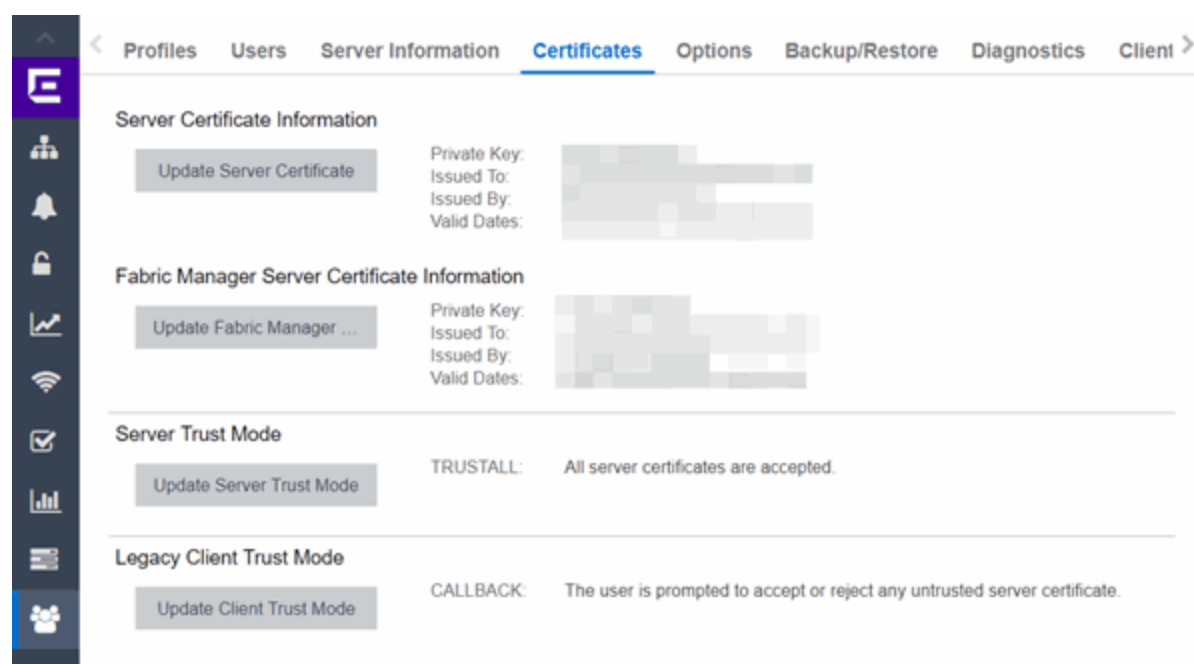 Profiles Users Server Information Certificates Options Backup/Restore Diagnostics Client
Server Certificate Information
Update Server Certificate
Private Key:
Issued To:
Issued By:
Valid Dates:
Fabric Manager Server Certificate Information
Update Fabric Manager ...
Private Key:
Issued To:
Issued By:
Valid Dates:
Server Trust Mode
Update Server Trust Mode
TRUSTALL: All server certificates are accepted.
Legacy Client Trust Mode
Update Client Trust Mode
CALLBACK: The user is prompted to accept or reject any untrusted server certificate.